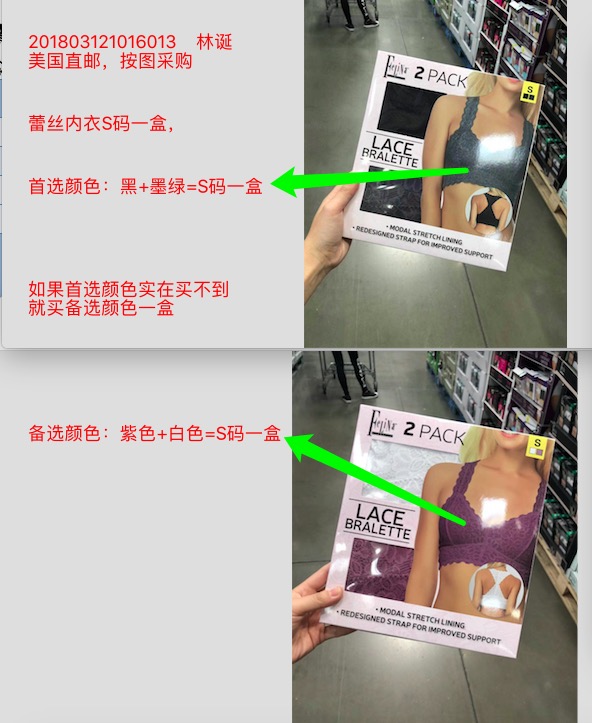 201803121016013 林诞
美国直邮，按图采购
蕾丝内衣S码一盒，
首选颜色：黑+墨绿=S码一盒
如果首选颜色实在买不到
就买备选颜色一盒
Felina
2 PACK
S
LACE
BRALETTE
• MODAL STRETCH LINING
• REDESIGNED STRAP FOR IMPROVED SUPPORT
备选颜色：紫色+白色=S码一盒
Felina
2 PACK
S
LACE
BRALETTE
• MODAL STRETCH LINING
• REDESIGNED STRAP FOR IMPROVED SUPPORT